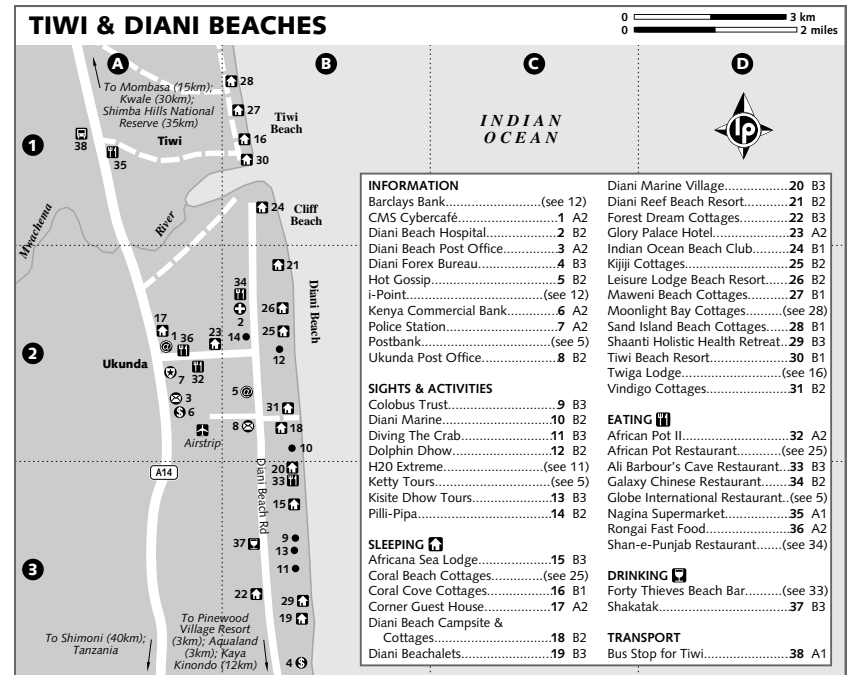 TIWI & DIANI BEACHES
0 3 km
0 2 miles
A
B
C
D
To Mombasa (15km);
Kwale (30km);
Shimba Hills National
Reserve (35km)
28
27
Tiwi
Beach
16
30
INDIAN
OCEAN
lp
1
38
Tiwi
35
Mwachema
River
24
Cliff
Beach
21
Diani Beach
34
2
26
17
1
36
23
14
25
12
2
Ukunda
7
32
3
6
5
31
8
18
Airstrip
10
A14
Diani Beach Rd
20
33
15
9
37
13
11
3
22
29
19
4
To Shimoni (40km);
Tanzania
To Pinewood
Village Resort
(3km); Aqualand
(3km); Kaya
Kinondo (12km)
INFORMATION
Barclays Bank...................(see 12)
CMS Cybercafé...................1 A2
Diani Beach Hospital...................2 B2
Diani Beach Post Office...................3 A2
Diani Forex Bureau...................4 B3
Hot Gossip...................5 B2
i-Point...................(see 12)
Kenya Commercial Bank...................6 A2
Police Station...................7 A2
Postbank...................(see 5)
Ukunda Post Office...................8 B2
SIGHTS & ACTIVITIES
Colobus Trust...................9 B3
Diani Marine...................10 B2
Diving The Crab...................11 B3
Dolphin Dhow...................12 B2
H20 Extreme...................(see 11)
Ketty Tours...................(see 5)
Kisite Dhow Tours...................13 B3
Pilli-Pipa...................14 B2
SLEEPING
Africana Sea Lodge...................15 B3
Coral Beach Cottages...................(see 25)
Coral Cove Cottages...................16 B1
Corner Guest House...................17 A2
Diani Beach Campsite &
Cottages...................18 B2
Diani Beachalets...................19 B3
Diani Marine Village...................20 B3
Diani Reef Beach Resort...................21 B2
Forest Dream Cottages...................22 B3
Glory Palace Hotel...................23 A2
Indian Ocean Beach Club...................24 B1
Kijiji Cottages...................25 B2
Leisure Lodge Beach Resort...................26 B2
Maweni Beach Cottages...................27 B1
Moonlight Bay Cottages...................(see 28)
Sand Island Beach Cottages...................28 B1
Shaanti Holistic Health Retreat..29 B3
Tiwi Beach Resort...................30 B1
Twiga Lodge...................(see 16)
Vindigo Cottages...................31 B2
EATING
African Pot II...................32 A2
African Pot Restaurant...................(see 25)
Ali Barbour's Cave Restaurant..33 B3
Galaxy Chinese Restaurant...................34 B2
Globe International Restaurant..(see 5)
Nagina Supermarket...................35 A1
Rongai Fast Food...................36 A2
Shan-e-Punjab Restaurant.......(see 34)
DRINKING
Forty Thieves Beach Bar...................(see 33)
Shakatak...................37 B3
TRANSPORT
Bus Stop for Tiwi...................38 A1